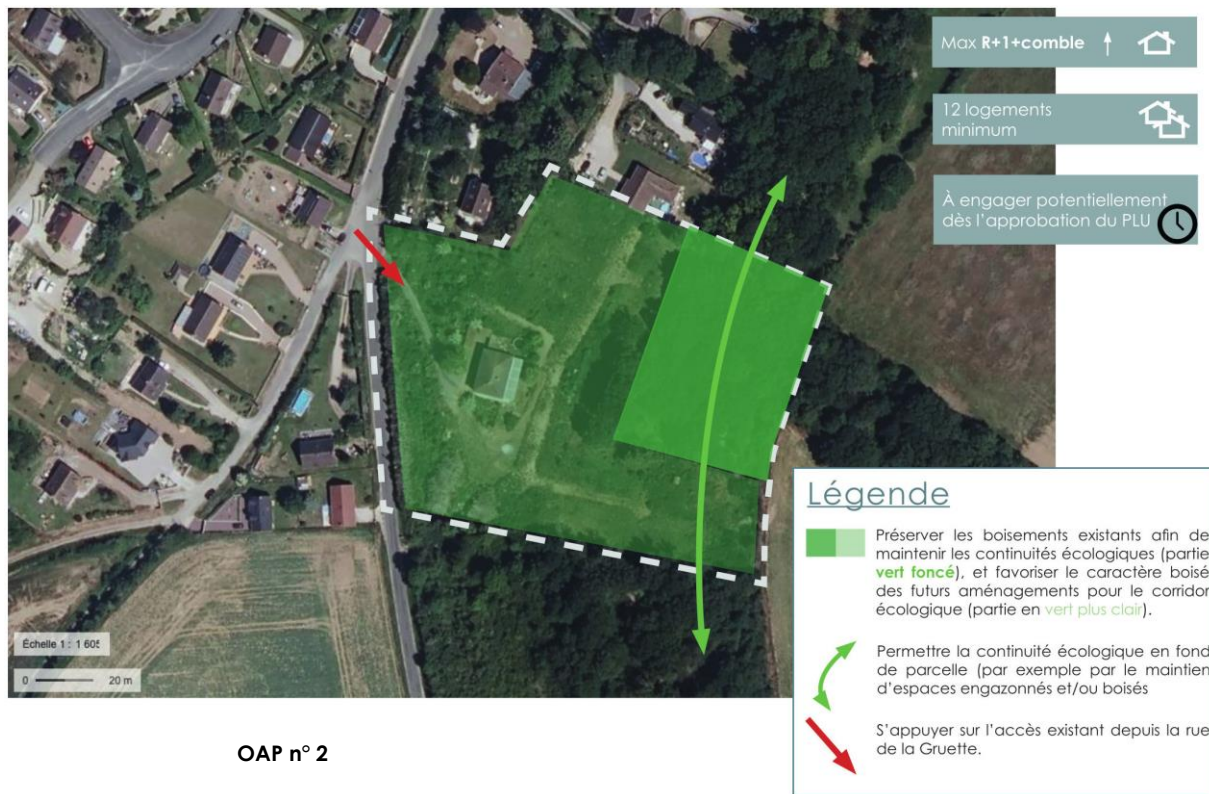 Max R+1+comble
12 logements
minimum
À engager potentiellement
dès l'approbation du PLU
Légende
Préserver les boisements existants afin de
maintenir les continuités écologiques (partie
vert foncé), et favoriser le caractère boisé
des futurs aménagements pour le corridor
écologique (partie en vert plus clair).
Permettre la continuité écologique en fond
de parcelle (par exemple par le maintien
d'espaces engazonnés et/ou boisés
S'appuyer sur l'accès existant depuis la rue
de la Gruette.
Échelle 1 : 1 605
0 20 m
OAP n° 2